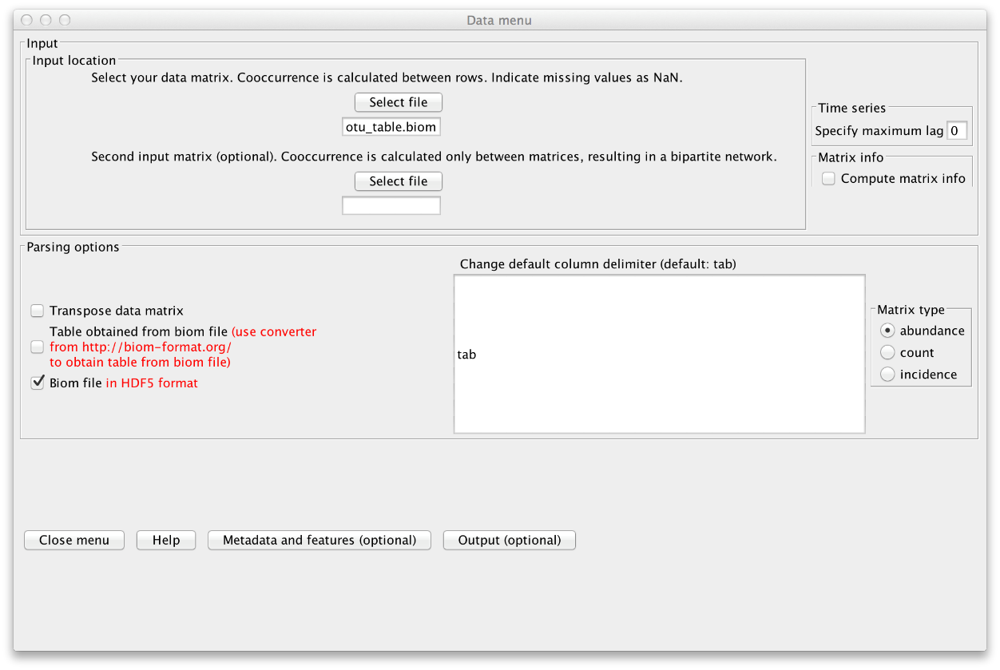 Data menu
Input
Input location
Select your data matrix. Cooccurrence is calculated between rows. Indicate missing values as NaN.
Select file
otu_table.biom
Second input matrix (optional). Cooccurrence is calculated only between matrices, resulting in a bipartite network.
Select file
Time series
Specify maximum lag 0
Matrix info
Compute matrix info
Parsing options
Transpose data matrix
Table obtained from biom file (use converter
from http://biom-format.org/
to obtain table from biom file)
Biom file in HDF5 format
Change default column delimiter (default: tab)
tab
Matrix type
abundance
count
incidence
Close menu
Help
Metadata and features (optional)
Output (optional)